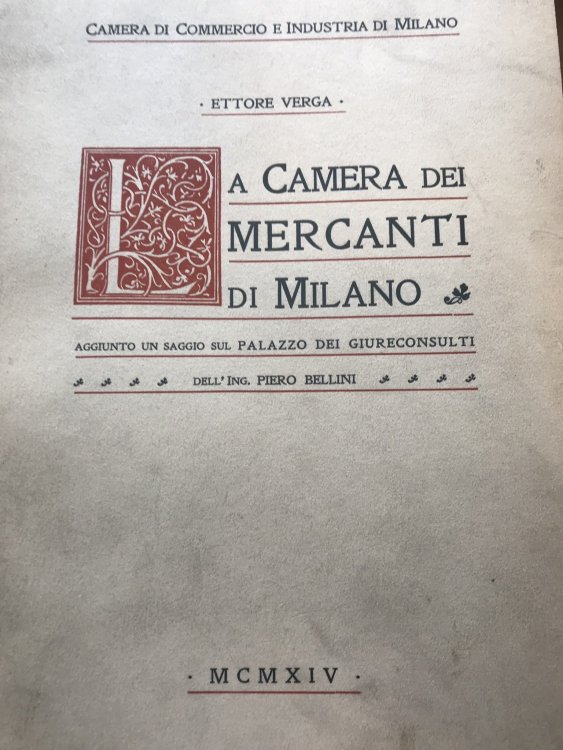 CAMERA DI COMMERCIO E INDUSTRIA DI MILANO
· ETTORE VERGA ·
LA CAMERA DEI
MERCANTI
DI MILANO
AGGIUNTO UN SAGGIO SUL PALAZZO DEI GIURECONSULTI
DELL'ING. PIERO BELLINI
· MCMXIV ·